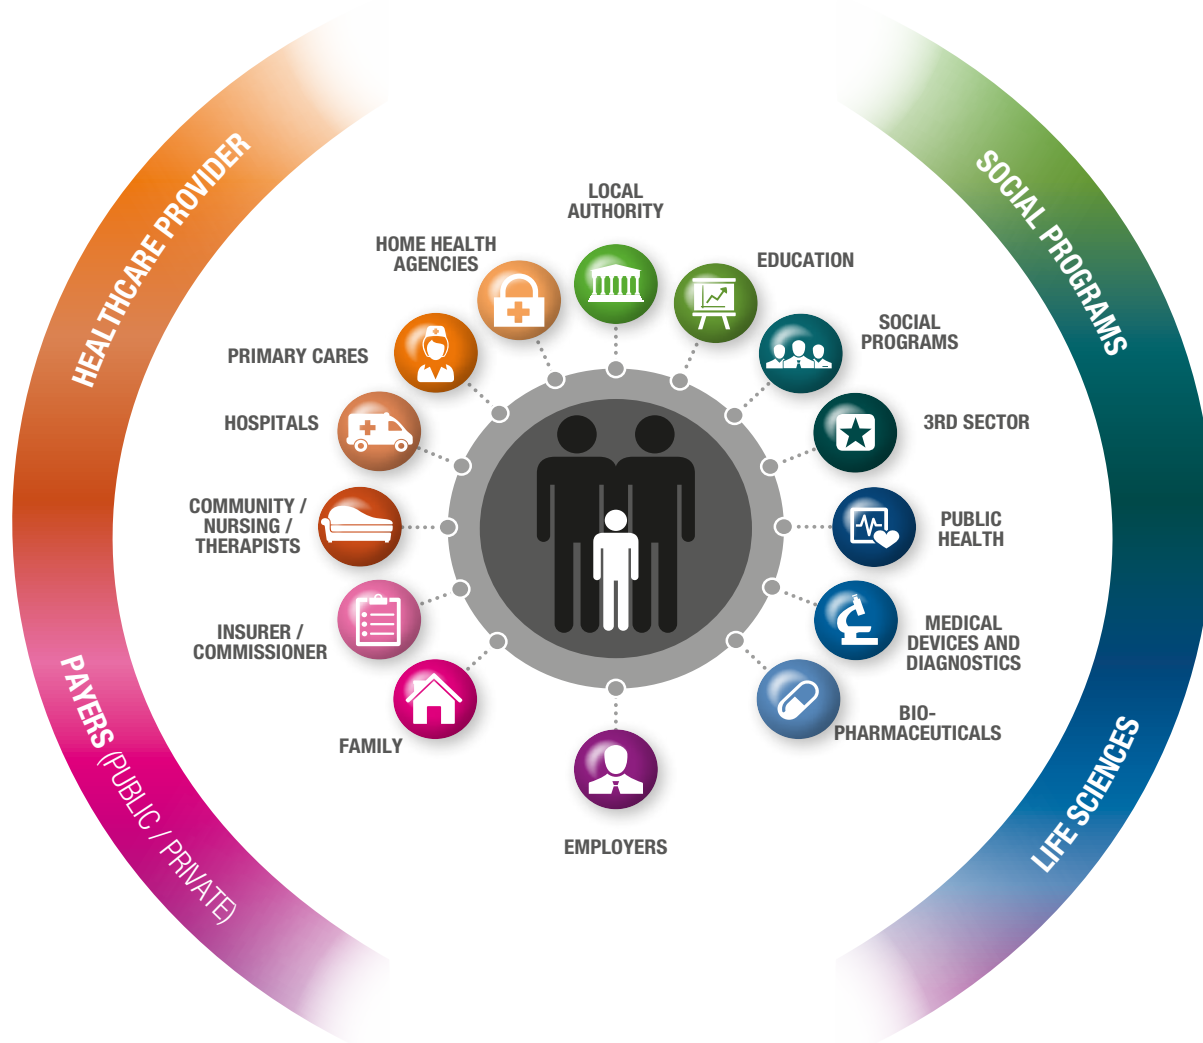 HEALTHCARE PROVIDER
SOCIAL PROGRAMS
LOCAL
AUTHORITY
HOME HEALTH
AGENCIES
EDUCATION
PRIMARY CARES
SOCIAL
PROGRAMS
HOSPITALS
3RD SECTOR
COMMUNITY /
NURSING /
THERAPISTS
PUBLIC
HEALTH
INSURER /
COMMISSIONER
MEDICAL
DEVICES AND
DIAGNOSTICS
FAMILY
BIO-
PHARMACEUTICALS
EMPLOYERS
PAYERS (PUBLIC / PRIVATE)
LIFE SCIENCES